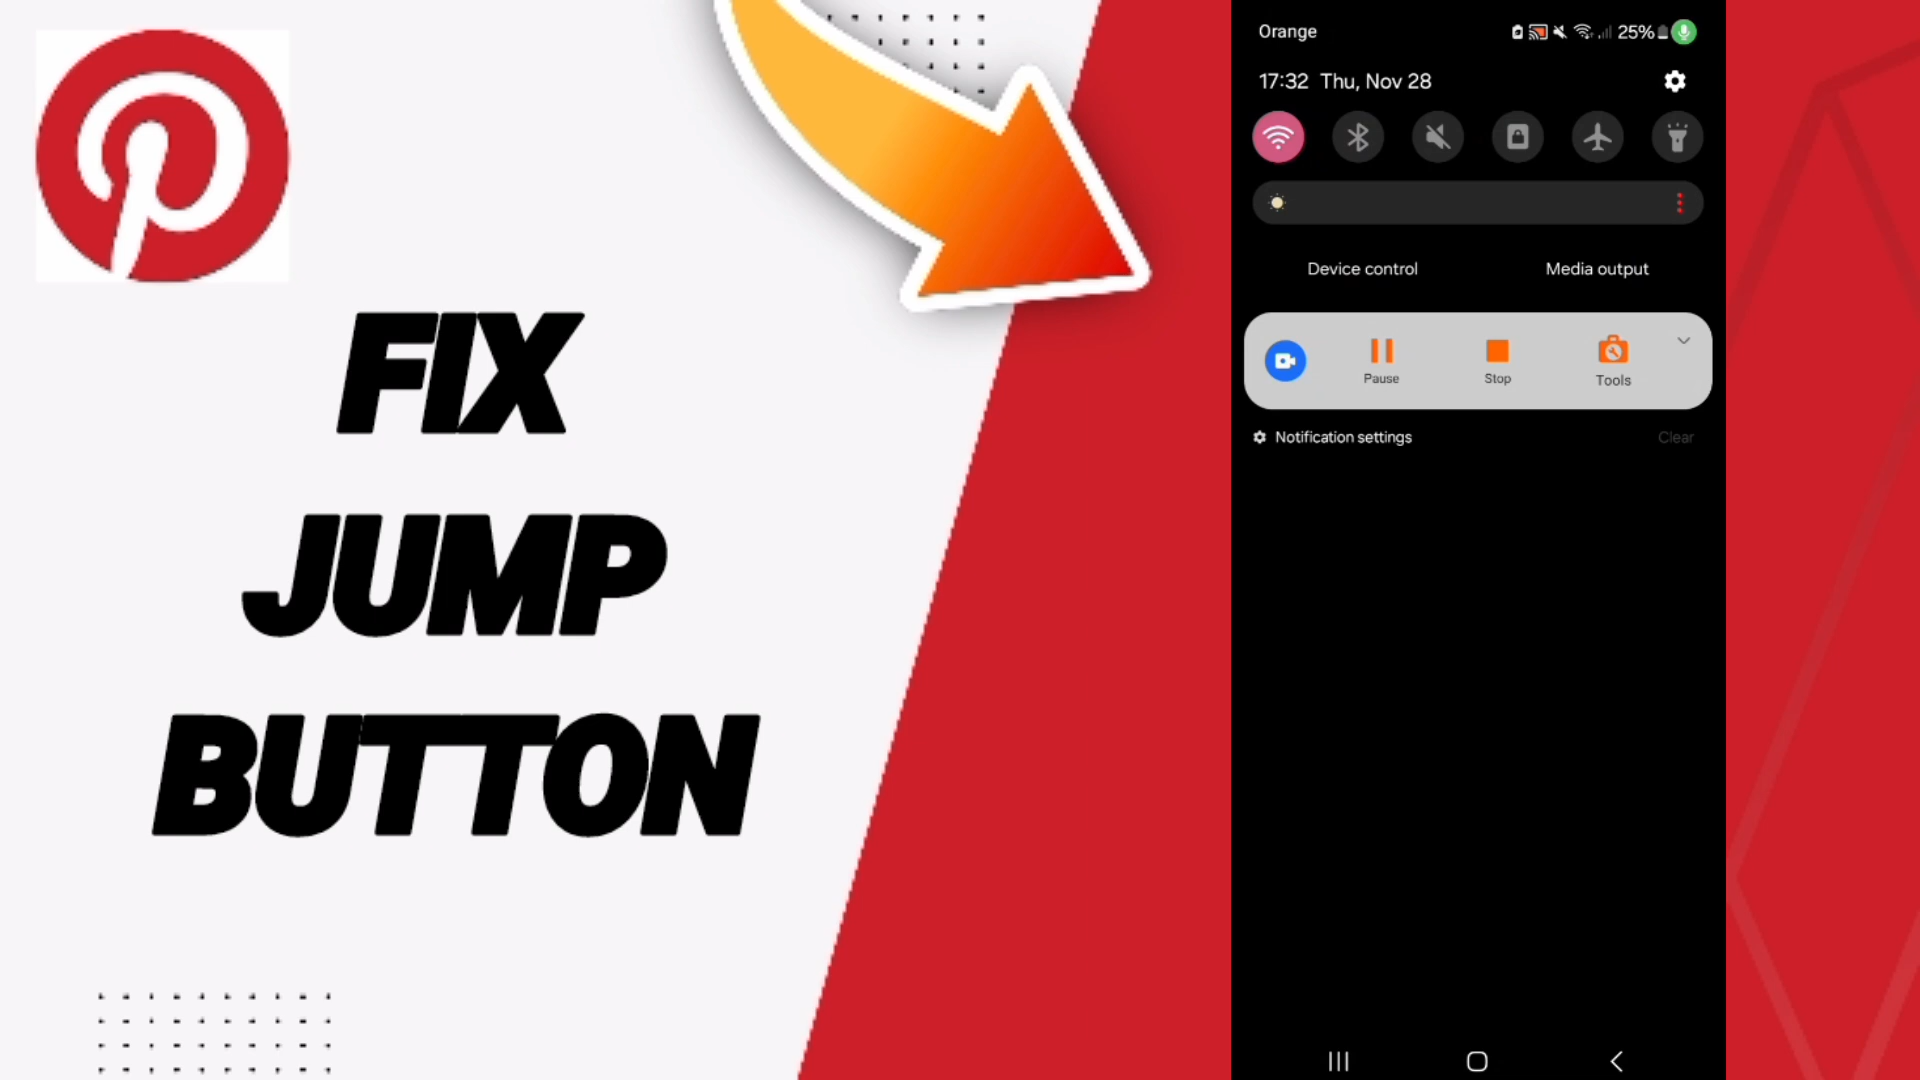 FIX
JUMP
BUTTON
Orange
25%
17:32 Thu, Nov 28
Device control
Media output
Pause
Stop
Tools
Notification settings
Clear